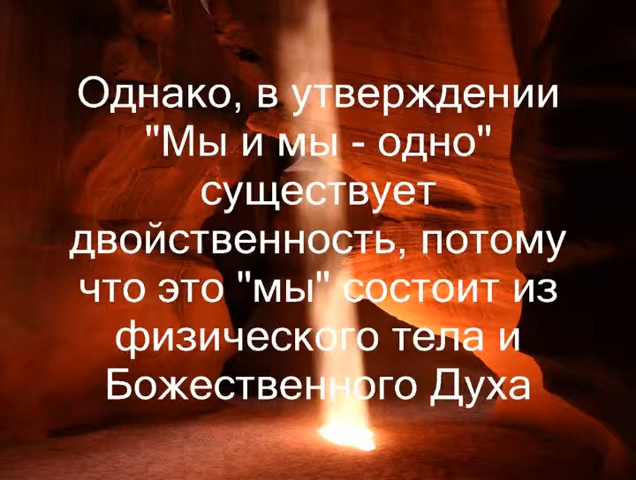 Однако, в утверждении
"Мы и мы - одно"
существует
двойственность, потому
что это "мы" состоит из
физического тела и
Божественного Духа